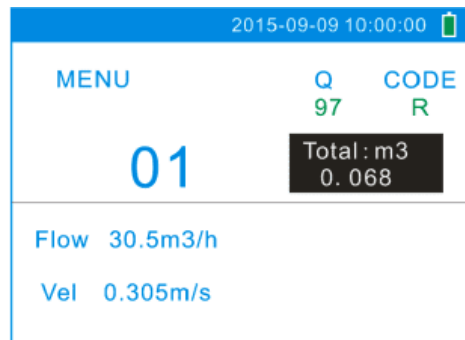 2015-09-09 10:00:00
MENU Q CODE
97 R
01
Total:m3
0.068
Flow 30.5m3/h
Vel 0.305m/s